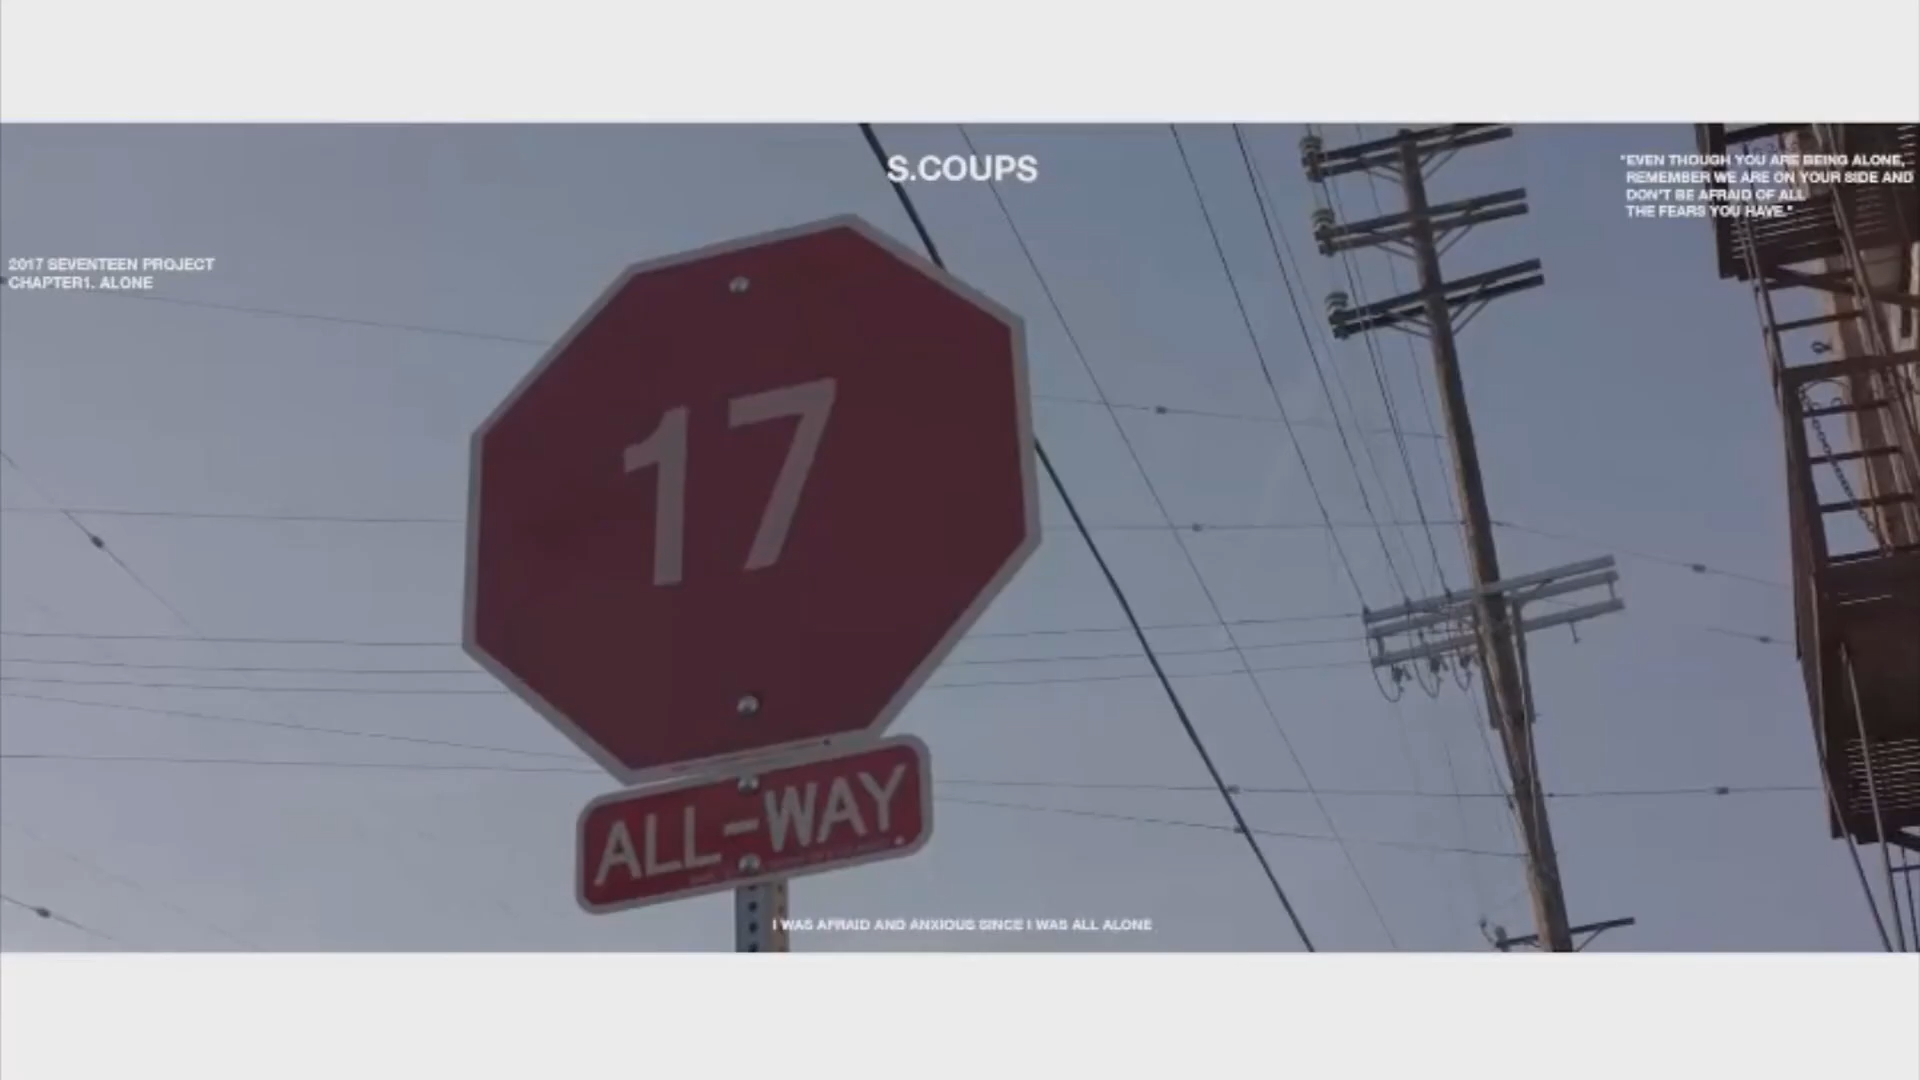 S.COUPS
"EVEN THOUGH YOU ARE BEING ALONE,
REMEMBER WE ARE ON YOUR SIDE AND
DON'T BE AFRAID OF ALL
THE FEARS YOU HAVE."
2017 SEVENTEEN PROJECT
CHAPTER1. ALONE
17
ALL-WAY
I WAS AFRAID AND ANXIOUS SINCE I WAS ALL ALONE